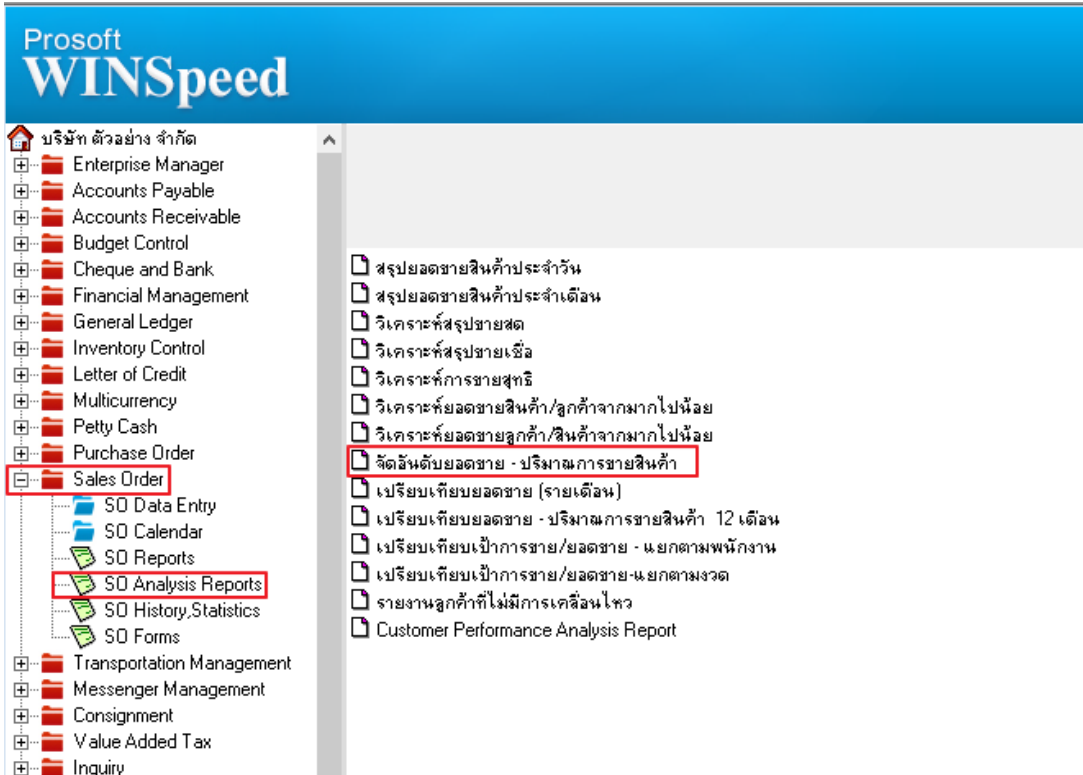 Prosoft
WINSpeed
บริษัท ตัวอย่าง จำกัด
Enterprise Manager
Accounts Payable
Accounts Receivable
Budget Control
Cheque and Bank
Financial Management
General Ledger
Inventory Control
Letter of Credit
Multicurrency
Petty Cash
Purchase Order
Sales Order
SO Data Entry
SO Calendar
SO Reports
SO Analysis Reports
SO History,Statistics
SO Forms
Transportation Management
Messenger Management
Consignment
Value Added Tax
Inquiry
สรุปยอดขายสินค้าประจำวัน
สรุปยอดขายสินค้าประจำเดือน
วิเคราะห์สรุปขายสด
วิเคราะห์สรุปขายเชื่อ
วิเคราะห์การขายสุทธิ
วิเคราะห์ยอดขายสินค้า/ลูกค้าจากมากไปน้อย
วิเคราะห์ยอดขายลูกค้า/สินค้าจากมากไปน้อย
จัดอันดับยอดขาย - ปริมาณการขายสินค้า
เปรียบเทียบยอดขาย (รายเดือน)
เปรียบเทียบยอดขาย - ปริมาณการขายสินค้า 12 เดือน
เปรียบเทียบเป้าการขาย/ยอดขาย - แยกตามพนักงาน
เปรียบเทียบเป้าการขาย/ยอดขาย-แยกตามงวด
รายงานลูกค้าที่ไม่มีการเคลื่อนไหว
Customer Performance Analysis Report